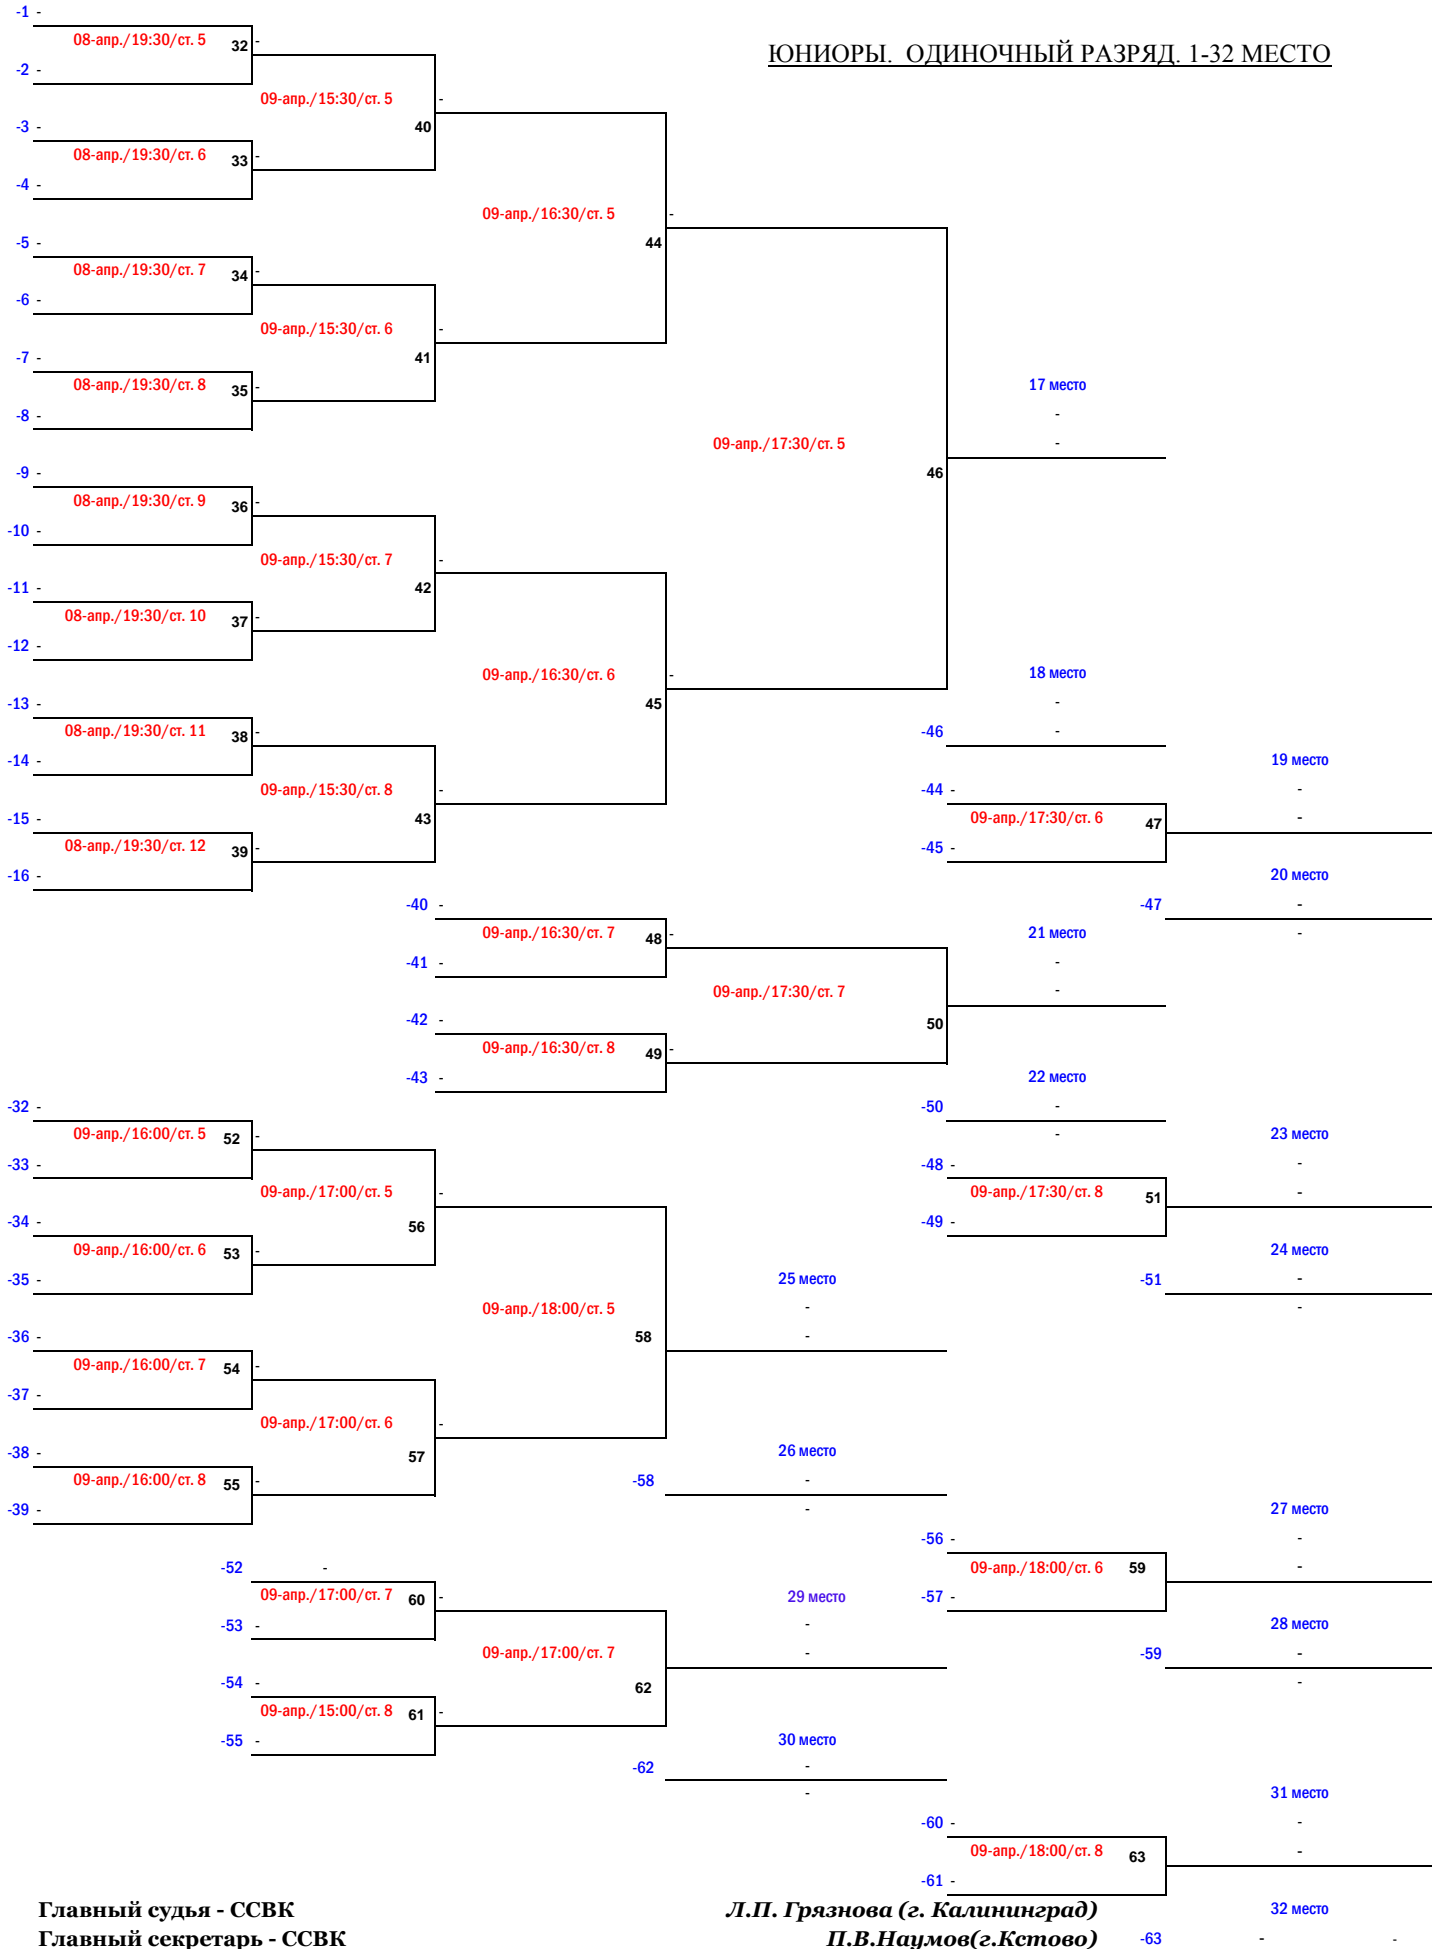 -1 -
08-апр./19:30/ст. 5 32 -
ЮНИОРЫ. ОДИНОЧНЫЙ РАЗРЯД. 1-32 МЕСТО
-2 -
09-апр./15:30/ст. 5 -
-3 -
40
08-апр./19:30/ст. 6 33 -
-4 -
09-апр./16:30/ст. 5 -
-5 -
44
08-апр./19:30/ст. 7 34 -
-6 -
09-апр./15:30/ст. 6 -
-7 -
41
08-апр./19:30/ст. 8 35 -
17 место
-8 -
-
09-апр./17:30/ст. 5 -
-9 -
46
08-апр./19:30/ст. 9 36 -
-10 -
09-апр./15:30/ст. 7 -
-11 -
42
08-апр./19:30/ст. 10 37 -
-12 -
09-апр./16:30/ст. 6 -
18 место
-13 -
45
-
08-апр./19:30/ст. 11 38 -
-46 -
-14 -
19 место
09-апр./15:30/ст. 8 -
-44 -
-
-15 -
43
09-апр./17:30/ст. 6 47 -
08-апр./19:30/ст. 12 39 -
-45 -
-16 -
20 место
-40 -
-47 -
09-апр./16:30/ст. 7 48 -
21 место
-
-41 -
-
09-апр./17:30/ст. 7 -
-42 -
50
09-апр./16:30/ст. 8 49 -
-43 -
22 место
-32 -
-50 -
09-апр./16:00/ст. 5 52 -
-
23 место
-33 -
-48 -
-
09-апр./17:00/ст. 5 -
09-апр./17:30/ст. 8 51 -
-34 -
56
-49 -
09-апр./16:00/ст. 6 53 -
24 место
-35 -
25 место
-51 -
09-апр./18:00/ст. 5 -
-
-36 -
58
-
09-апр./16:00/ст. 7 54 -
-37 -
09-апр./17:00/ст. 6 -
-38 -
57
26 место
09-апр./16:00/ст. 8 55 -
-58 -
-39 -
-
27 место
-56 -
-
-52 -
09-апр./18:00/ст. 6 59 -
09-апр./17:00/ст. 7 60 -
29 место
-57 -
-53 -
-
28 место
09-апр./17:00/ст. 7 -
-59 -
-54 -
62
-
09-апр./15:00/ст. 8 61 -
-55 -
30 место
-62 -
-
31 место
-60 -
-
09-апр./18:00/ст. 8 63 -
-61 -
Главный судья - ССВК Л.П. Грязнова (г. Калининград) 32 место
Главный секретарь - ССВК П.В.Наумов(г.Кстово) -63 - -